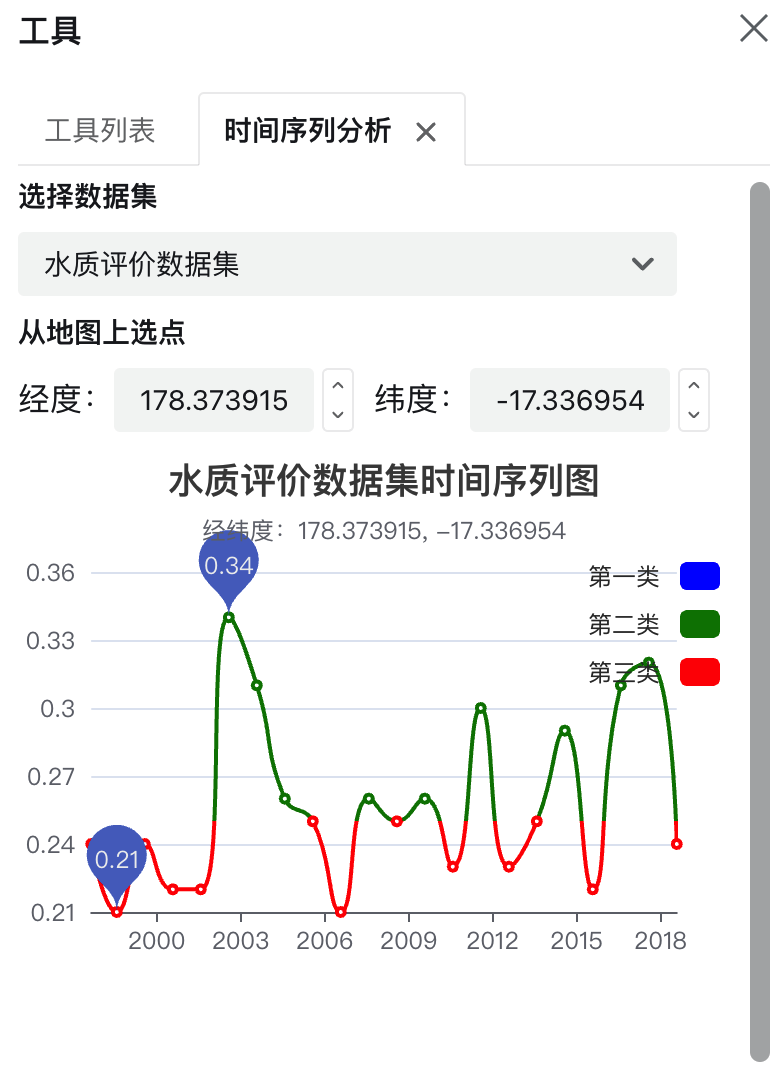 工具
工具列表 时间序列分析
选择数据集
水质评价数据集
从地图上选点
经度： 178.373915 纬度： -17.336954
水质评价数据集时间序列图
经纬度：178.373915, −17.336954
0.36
0.33
0.3
0.27
0.24
0.21
0.34
0.21
第一类
第二类
第三类
2000 2003 2006 2009 2012 2015 2018